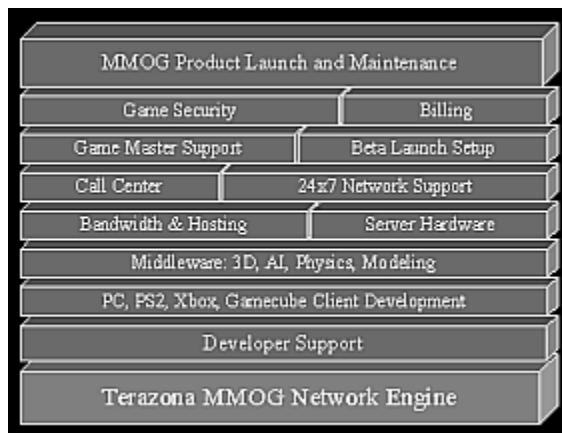 MMOG Product Launch and Maintenance
Game Security
Billing
Game Master Support
Beta Launch Setup
Call Center
24x7 Network Support
Bandwidth & Hosting
Server Hardware
Middleware: 3D, AI, Physics, Modeling
PC, PS2, Xbox, Gamecube Client Development
Developer Support
Terazona MMOG Network Engine